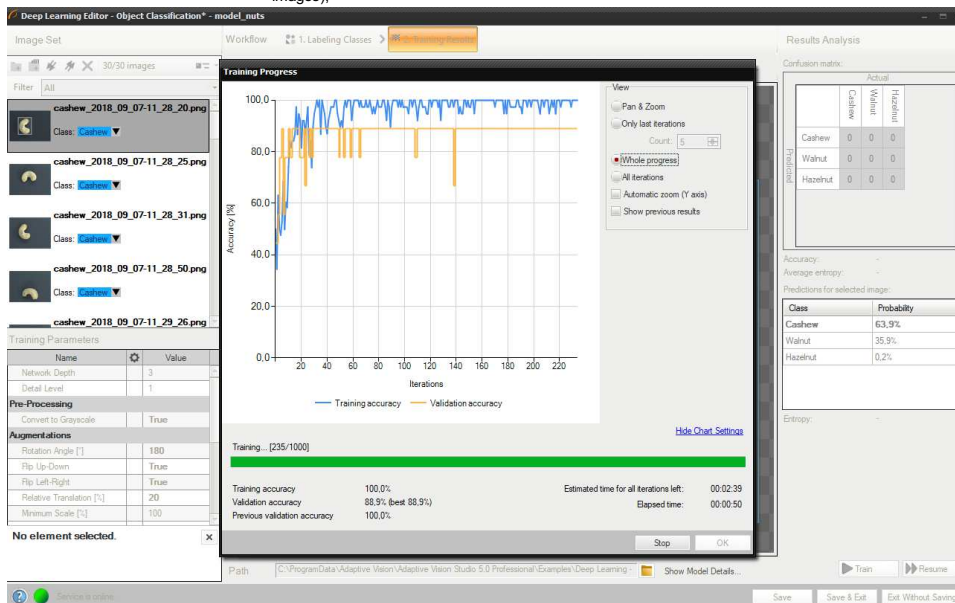 images),
Deep Learning Editor - Object Classification* - model_nuts
Image Set
Workflow
1. Labeling Classes
2. Training Results
Results Analysis
30/30 images
Filter All
cashew_2018_09_07-11_28_20.png
Class: Cashew
cashew_2018_09_07-11_28_25.png
Class: Cashew
cashew_2018_09_07-11_28_31.png
Class: Cashew
cashew_2018_09_07-11_28_50.png
Class: Cashew
cashew_2018_09_07-11_29_26.png
Training Parameters
Name Value
Network Depth 3
Detail Level 1
Pre-Processing
Convert to Grayscale True
Augmentations
Rotation Angle [°] 180
Flip Up-Down True
Flip Left-Right True
Relative Translation [%] 20
Minimum Scale [%] 100
No element selected.
Training Progress
100,0
80,0
60,0
40,0
20,0
0,0
Accuracy [%]
20 40 60 80 100 120 140 160 180 200 220
Iterations
Training accuracy Validation accuracy
View
Pan & Zoom
Only last iterations
Count: 5
Whole progress
All iterations
Automatic zoom (Y axis)
Show previous results
Hide Chart Settings
Training... [235/1000]
Training accuracy 100,0%
Validation accuracy 88,9% (best 88,9%)
Previous validation accuracy 100,0%
Estimated time for all iterations left: 00:02:39
Elapsed time: 00:00:50
Stop OK
Confusion matrix:
Actual
Cashew Walnut Hazelnut
Predicted
Cashew 0 0 0
Walnut 0 0 0
Hazelnut 0 0 0
Accuracy: -
Average entropy: -
Predictions for selected image:
Class Probability
Cashew 63,9%
Walnut 35,9%
Hazelnut 0,2%
Entropy: -
Path C:\ProgramData\Adaptive Vision\Adaptive Vision Studio 5.0 Professional\Examples\Deep Learning -
Show Model Details...
Train Resume
Service is online
Save Save & Exit Exit Without Saving